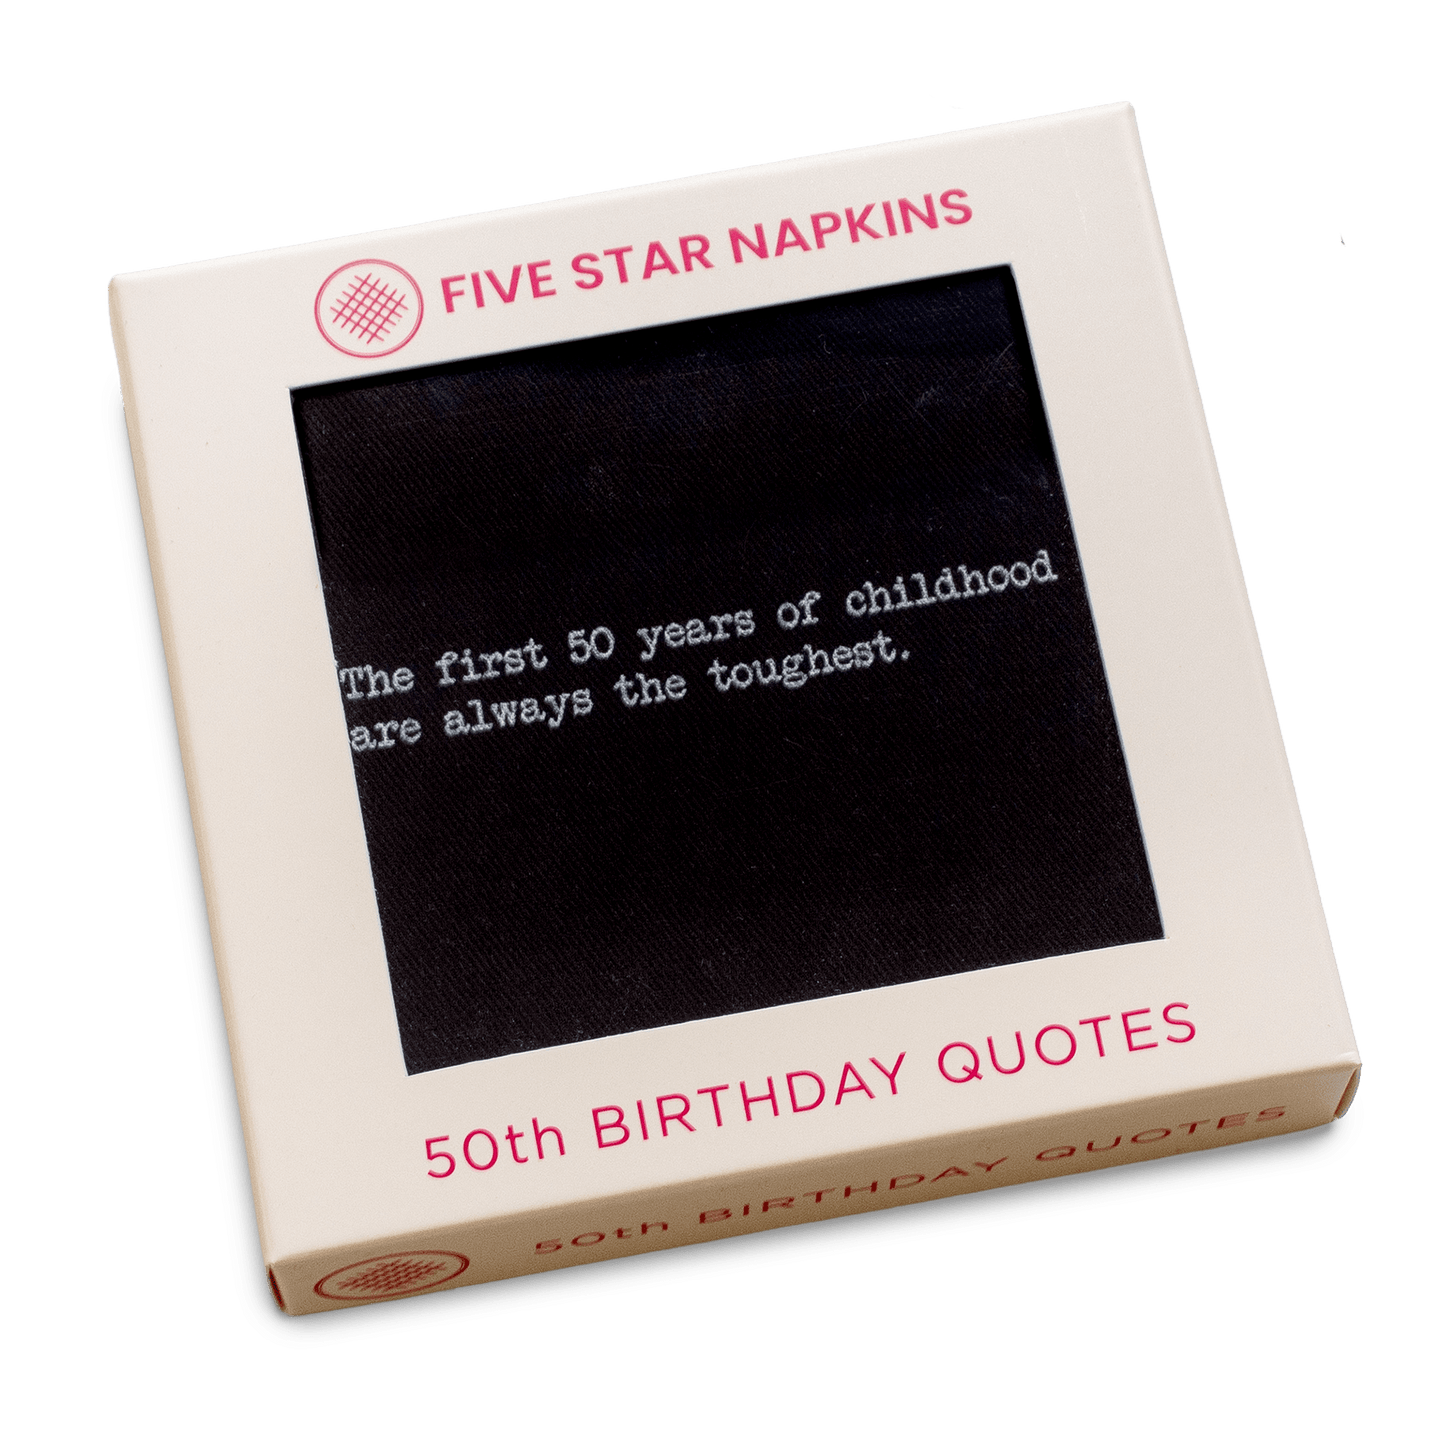 FIVE STAR NAPKINS
The first 50 years of childhood
are always the toughest.
50th BIRTHDAY QUOTES
50th BIRTHDAY QUOTES